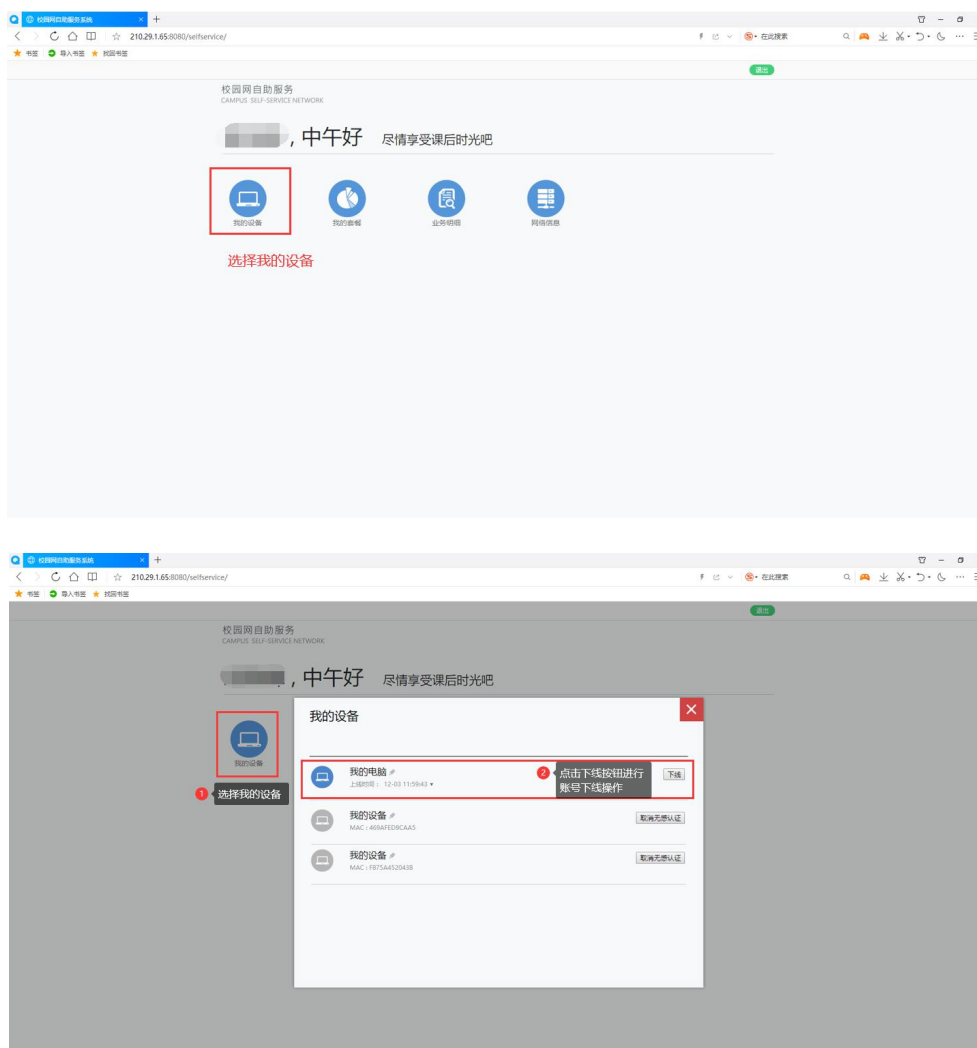 校园网自助服务系统 × +
210.29.1.65:8080/selfservice/
在此搜索
书签 导入书签 找回书签
退出
校园网自助服务
CAMPUS SELF-SERVICE NETWORK
, 中午好 尽情享受课后时光吧
我的设备 我的套餐 业务明细 网络信息
选择我的设备
校园网自助服务系统 × +
210.29.1.65:8080/selfservice/
在此搜索
书签 导入书签 找回书签
退出
校园网自助服务
CAMPUS SELF-SERVICE NETWORK
, 中午好 尽情享受课后时光吧
我的设备
1 选择我的设备
我的设备
我的电脑
上线时间: 12-03 11:59:43
2 点击下线按钮进行
账号下线操作
下线
我的设备
MAC : 469AFED9CAA5
取消无感认证
我的设备
MAC : F875A452043B
取消无感认证